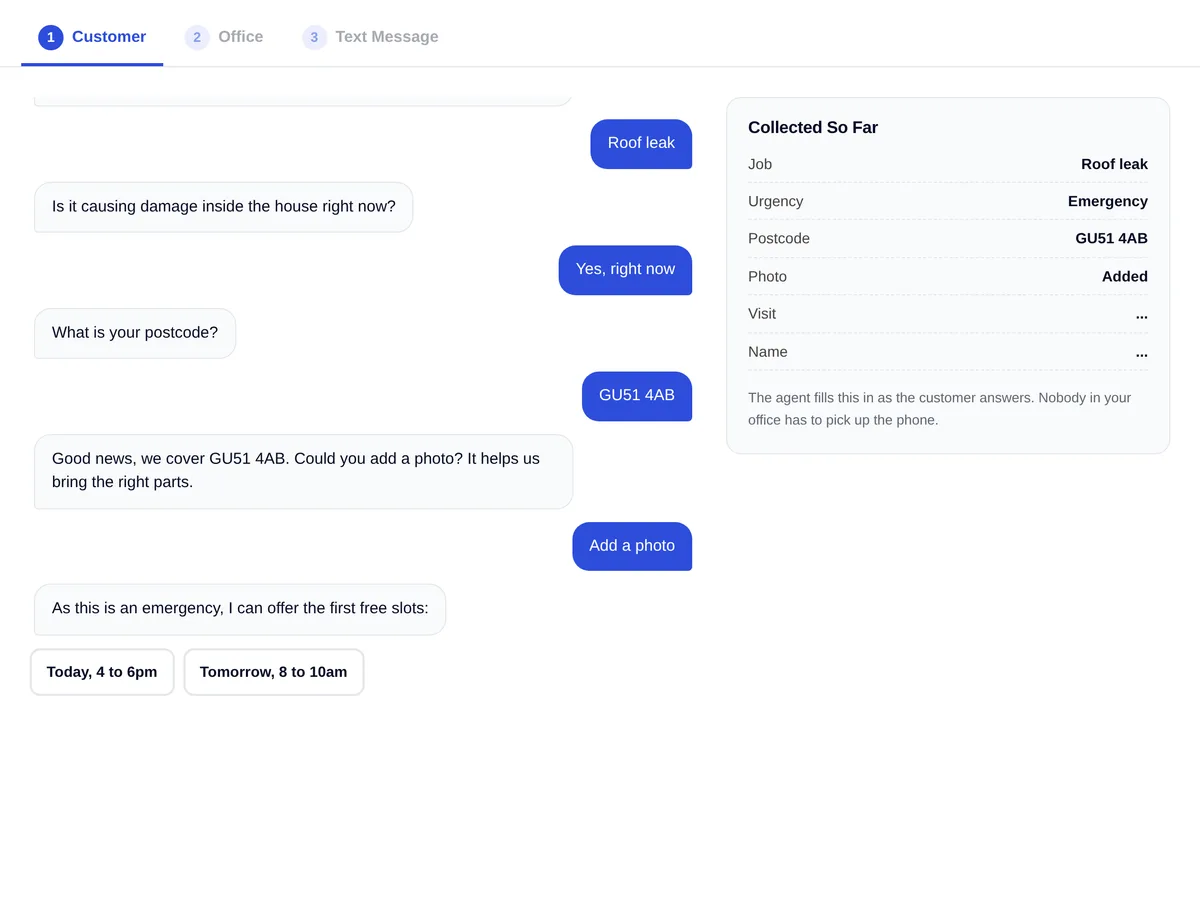 1 Customer
2 Office
3 Text Message
Roof leak
Is it causing damage inside the house right now?
Yes, right now
What is your postcode?
GU51 4AB
Good news, we cover GU51 4AB. Could you add a photo? It helps us
bring the right parts.
Add a photo
As this is an emergency, I can offer the first free slots:
Today, 4 to 6pm
Tomorrow, 8 to 10am
Collected So Far
Job Roof leak
Urgency Emergency
Postcode GU51 4AB
Photo Added
Visit ...
Name ...
The agent fills this in as the customer answers. Nobody in your
office has to pick up the phone.